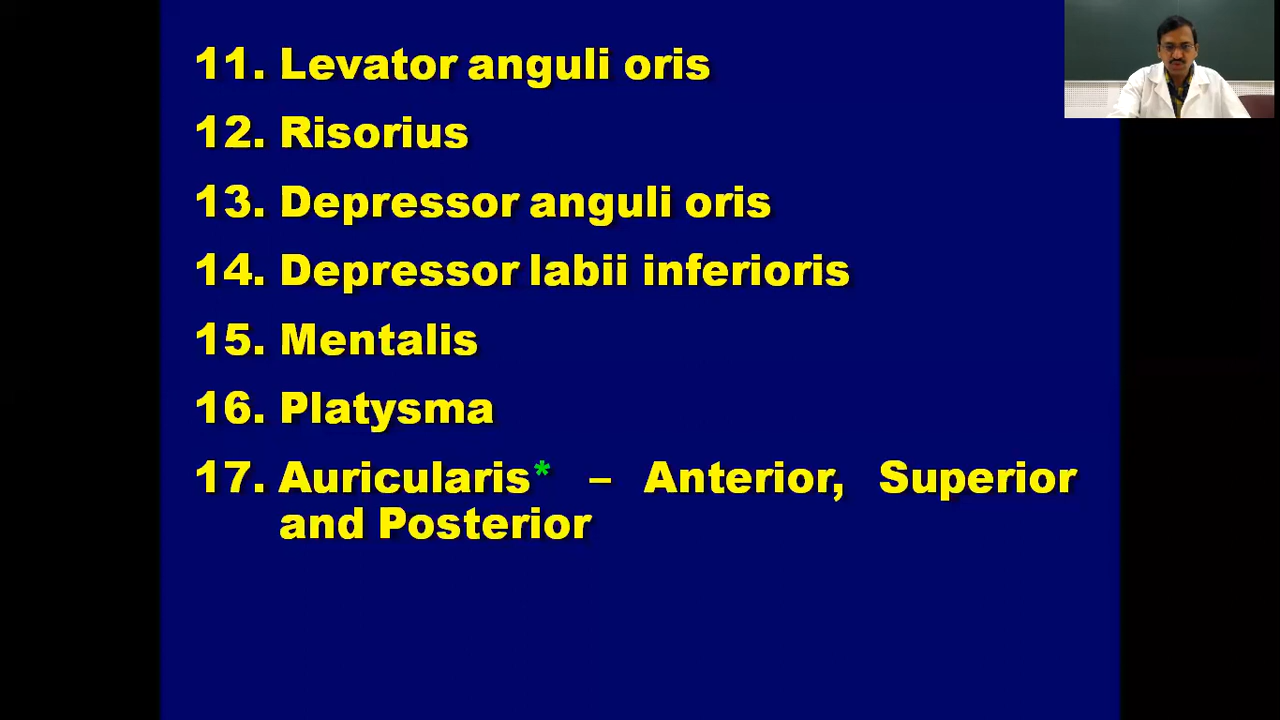 11. Levator anguli oris
12. Risorius
13. Depressor anguli oris
14. Depressor labii inferioris
15. Mentalis
16. Platysma
17. Auricularis* – Anterior, Superior
and Posterior